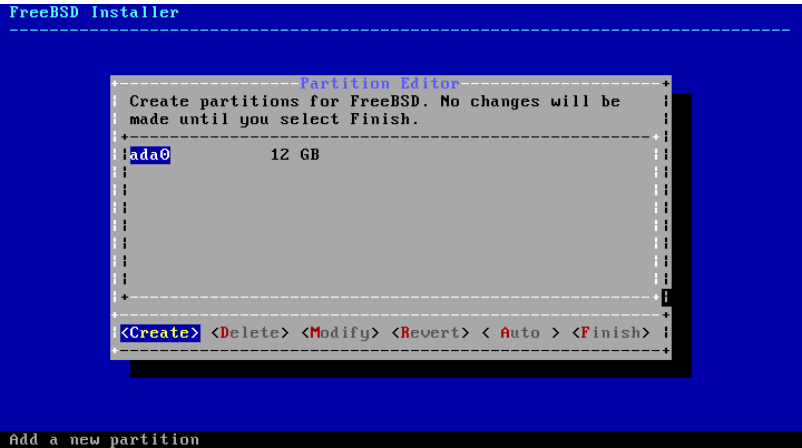 FreeBSD Installer
Partition Editor
Create partitions for FreeBSD. No changes will be
made until you select Finish.
ada0 12 GB
<Create> <Delete> <Modify> <Revert> < Auto > <Finish>
Add a new partition